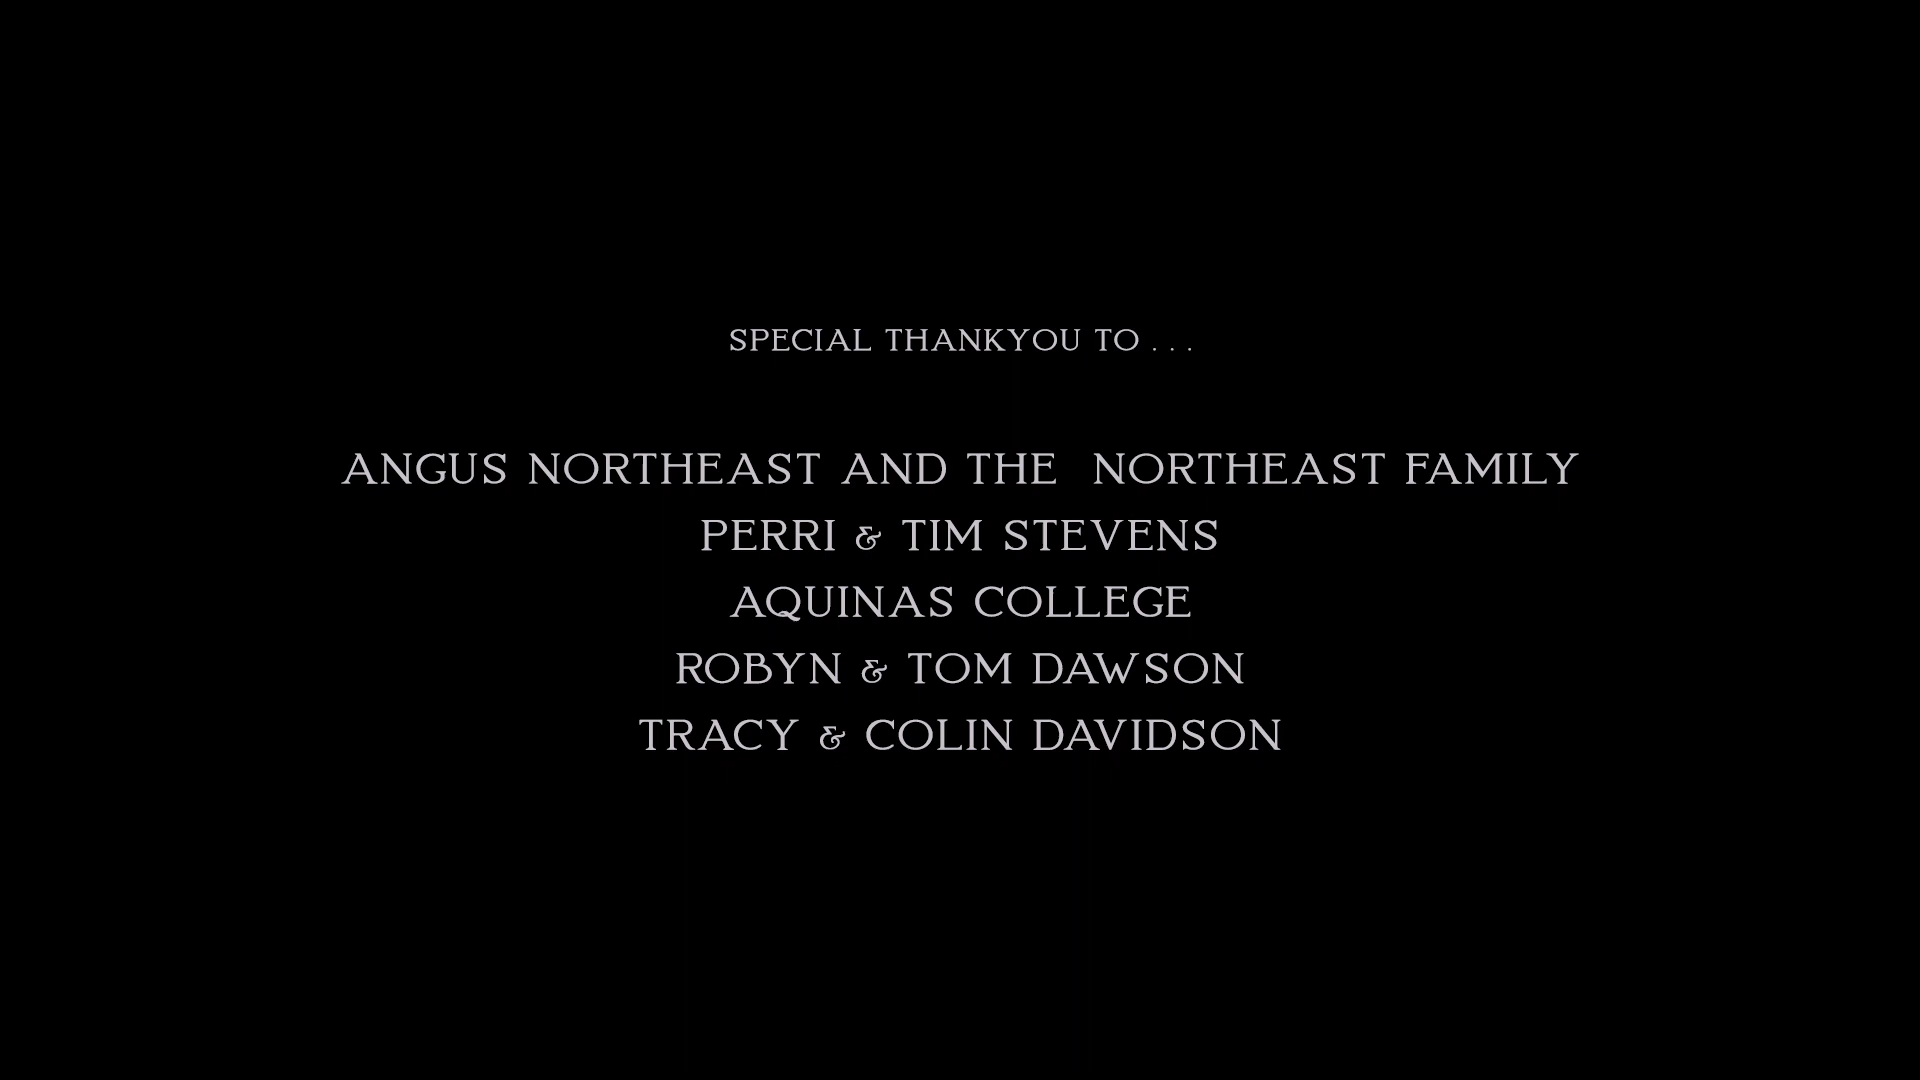 SPECIAL THANKYOU TO . . .
ANGUS NORTHEAST AND THE  NORTHEAST FAMILY
PERRI & TIM STEVENS
AQUINAS COLLEGE
ROBYN & TOM DAWSON
TRACY & COLIN DAVIDSON